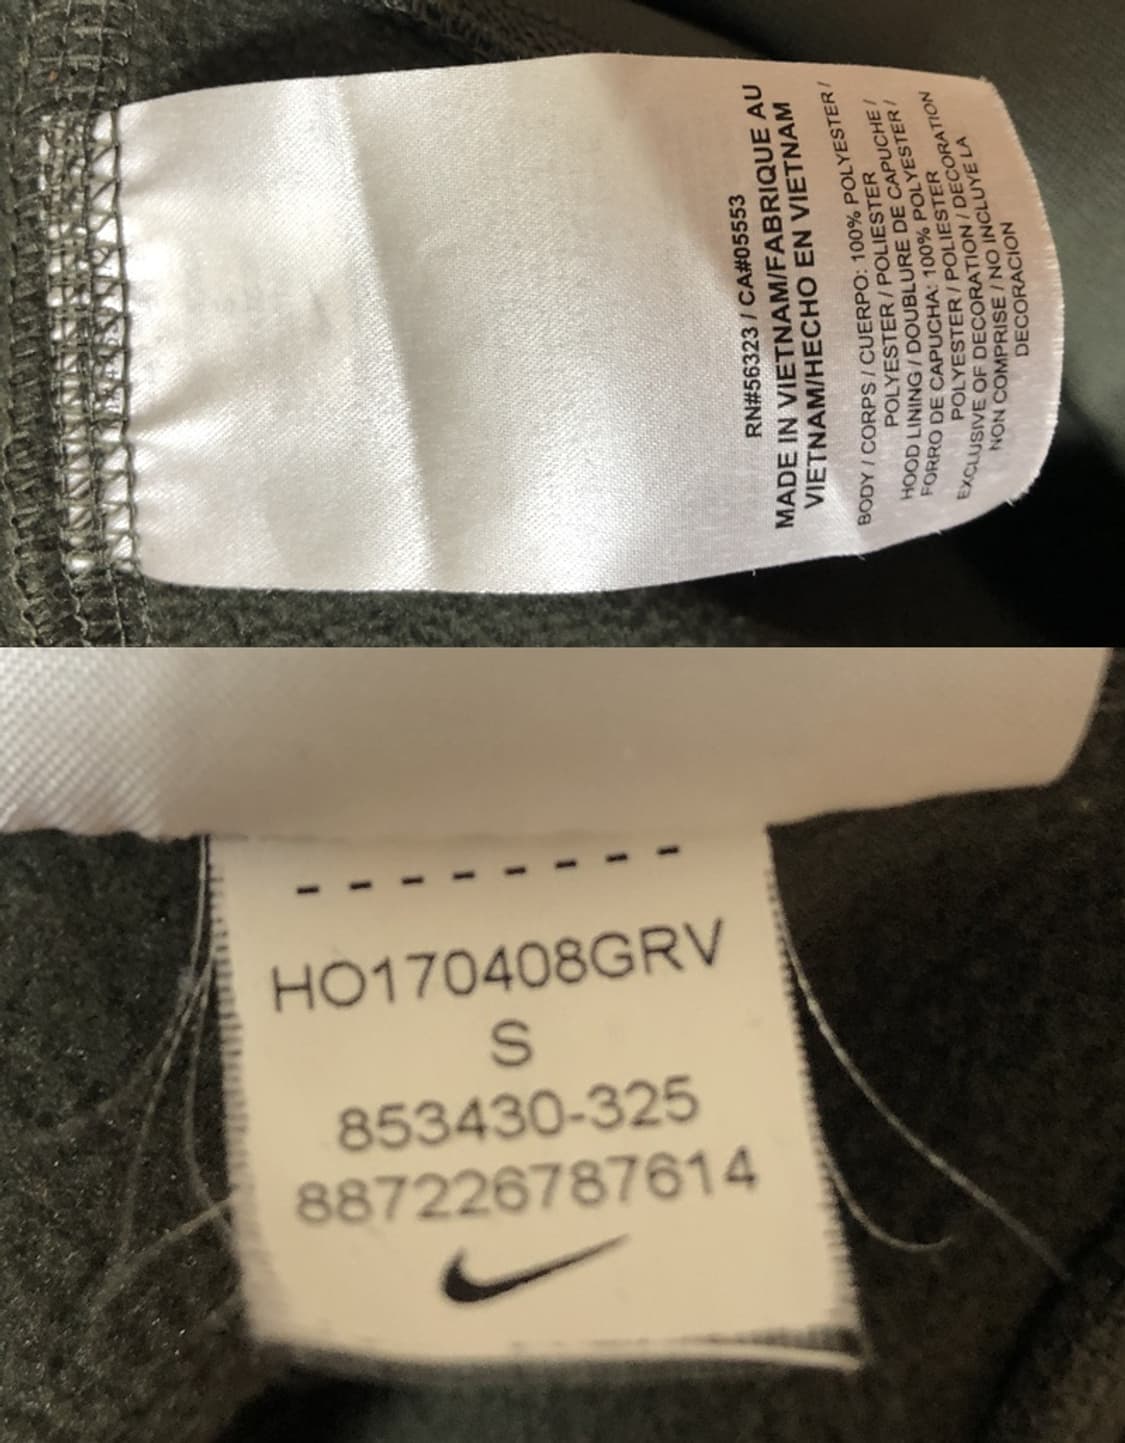 RN#56323 / CA#05553
MADE IN VIETNAM/FABRIQUE AU
VIETNAM/HECHO EN VIETNAM
BODY / CORPS / CUERPO: 100% POLYESTER /
POLYESTER / POLIESTER
HOOD LINING / DOUBLURE DE CAPUCHE /
FORRO DE CAPUCHA: 100% POLYESTER /
POLYESTER / POLIESTER
EXCLUSIVE OF DECORATION / DECORATION
NON COMPRISE / NO INCLUYE LA
DECORACION
HO170408GRV
S
853430-325
887226787614